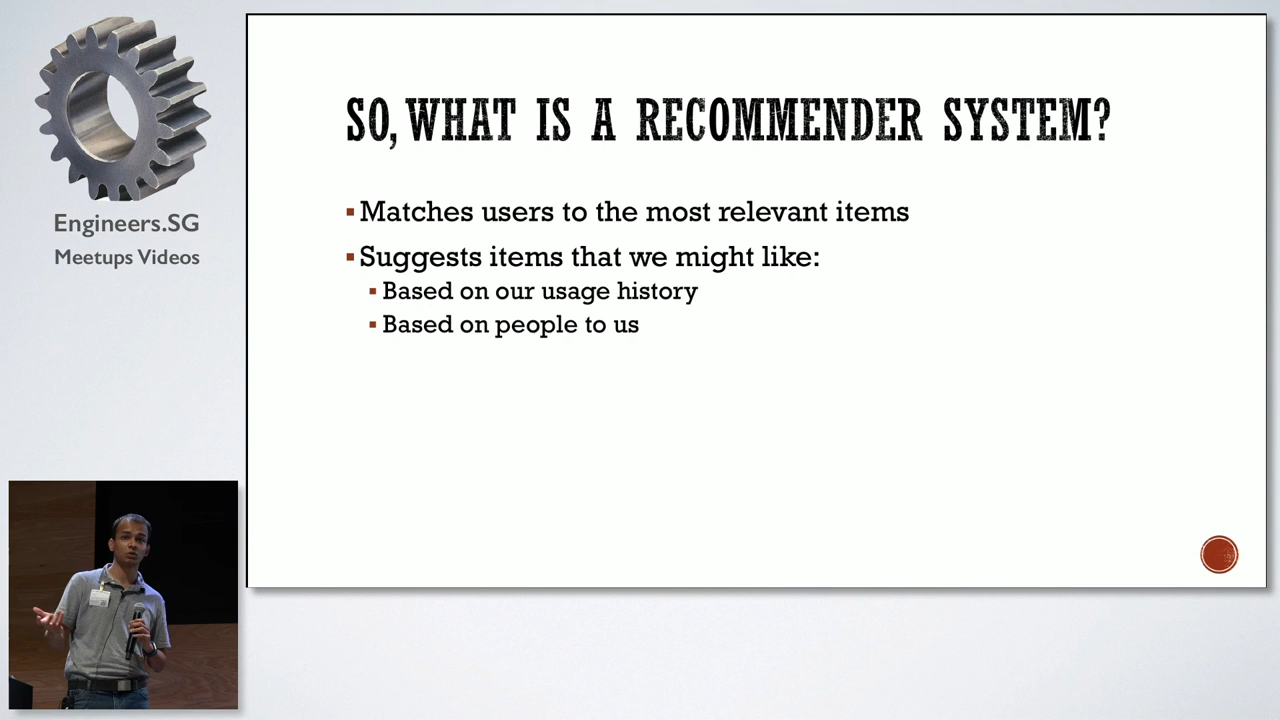 Engineers.SG
Meetups Videos
SO, WHAT IS A RECOMMENDER SYSTEM?
▪ Matches users to the most relevant items
▪ Suggests items that we might like:
▪ Based on our usage history
▪ Based on people to us